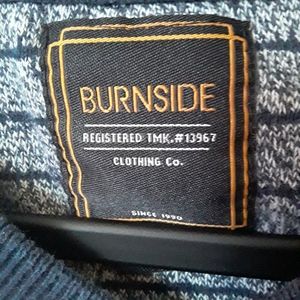 BURNSIDE
REGISTERED TMK.#13967
CLOTHING Co.
SINCE 1990